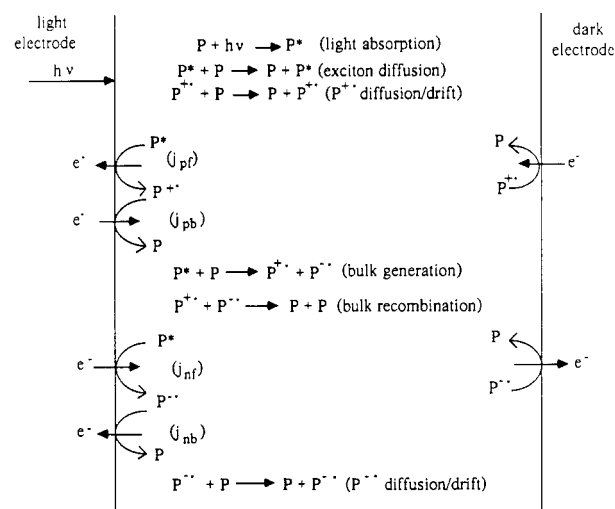 light
electrode
dark
electrode
P + hν ⟶ P* (light absorption)
P* + P ⟶ P + P* (exciton diffusion)
P⁺· + P ⟶ P + P⁺· (P⁺· diffusion/drift)
hν
P*
e⁻ (jpf)
P⁺·
e⁻ (jpb)
P
P
e⁻
P⁺·
P* + P ⟶ P⁺· + P⁻· (bulk generation)
P⁺· + P⁻· ⟶ P + P (bulk recombination)
P*
e⁻ (jnf)
P⁻·
e⁻ (jnb)
P
P
e⁻
P⁻·
P⁻· + P ⟶ P + P⁻· (P⁻· diffusion/drift)